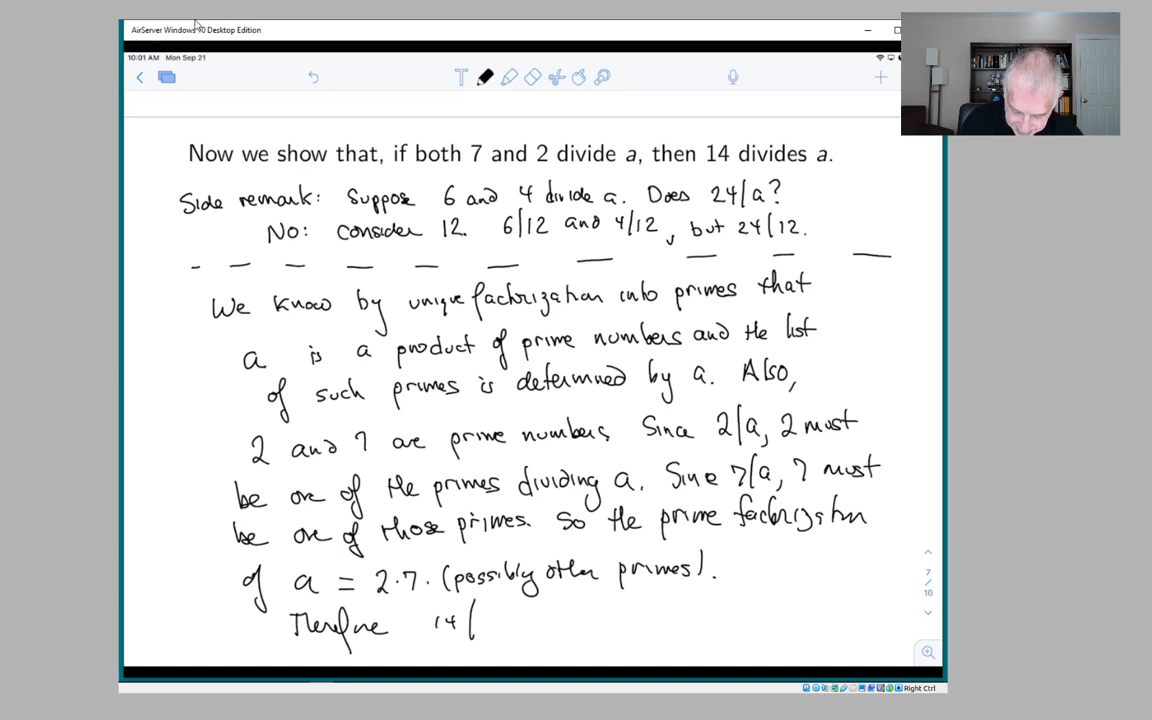 AirServer Windows 10 Desktop Edition
10:01 AM Mon Sep 21
Now we show that, if both 7 and 2 divide a, then 14 divides a.
Side remark: Suppose 6 and 4 divide a. Does 24|a?
No: consider 12. 6|12 and 4|12, but 24∤12.
We know by unique factorization into primes that
a is a product of prime numbers and the list
of such primes is determined by a. Also,
2 and 7 are prime numbers. Since 2|a, 2 must
be one of the primes dividing a. Since 7|a, 7 must
be one of those primes. So the prime factorization
of a = 2·7·(possibly other primes).
Therefore 14|
7
/
10
Right Ctrl